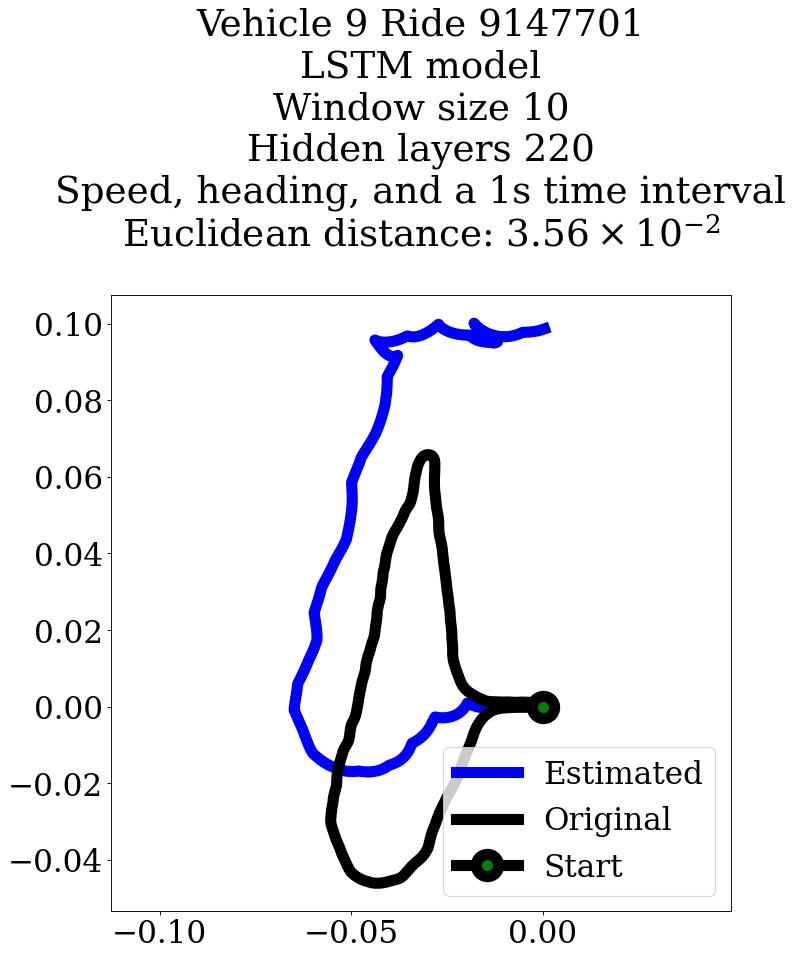 Vehicle 9 Ride 9147701
LSTM model
Window size 10
Hidden layers 220
Speed, heading, and a 1s time interval
Euclidean distance: 3.56 × 10⁻²
0.10
0.08
0.06
0.04
0.02
0.00
−0.02
−0.04
Estimated
Original
Start
−0.10
−0.05
0.00